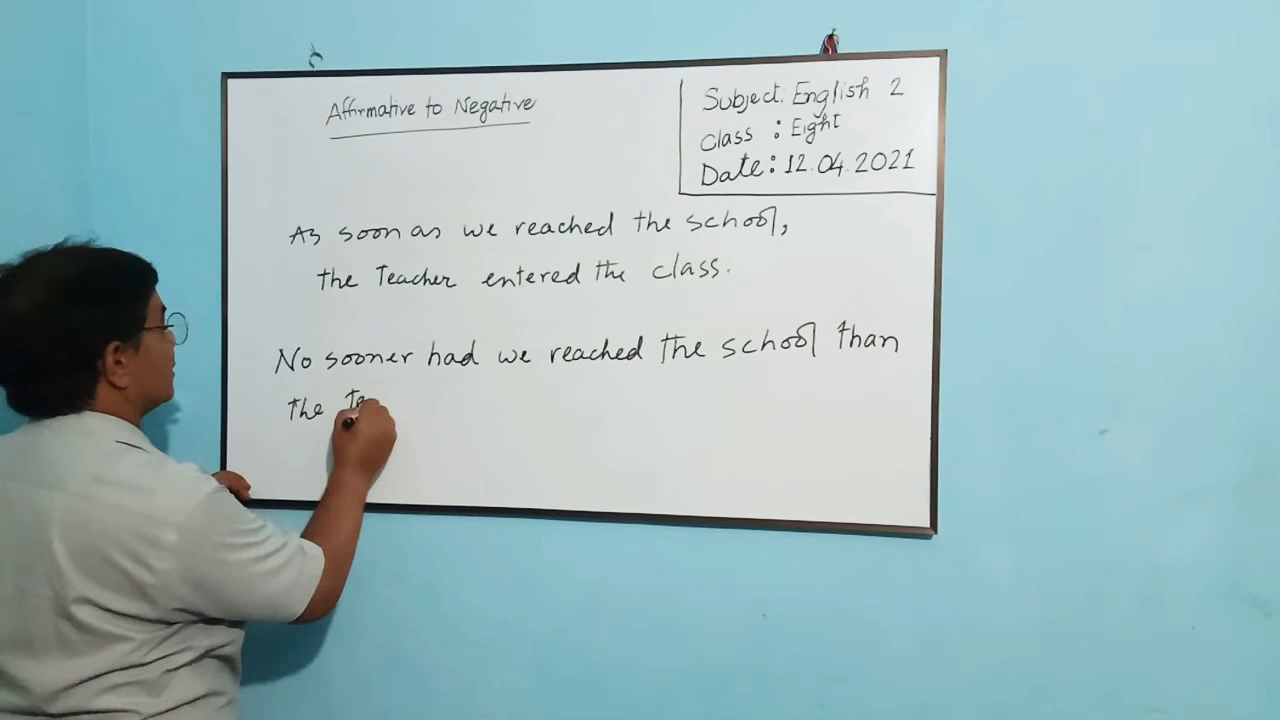 Affirmative to Negative
Subject: English 2
Class : Eight
Date: 12.04.2021
As soon as we reached the school,
the Teacher entered the class.
No sooner had we reached the school than
the te